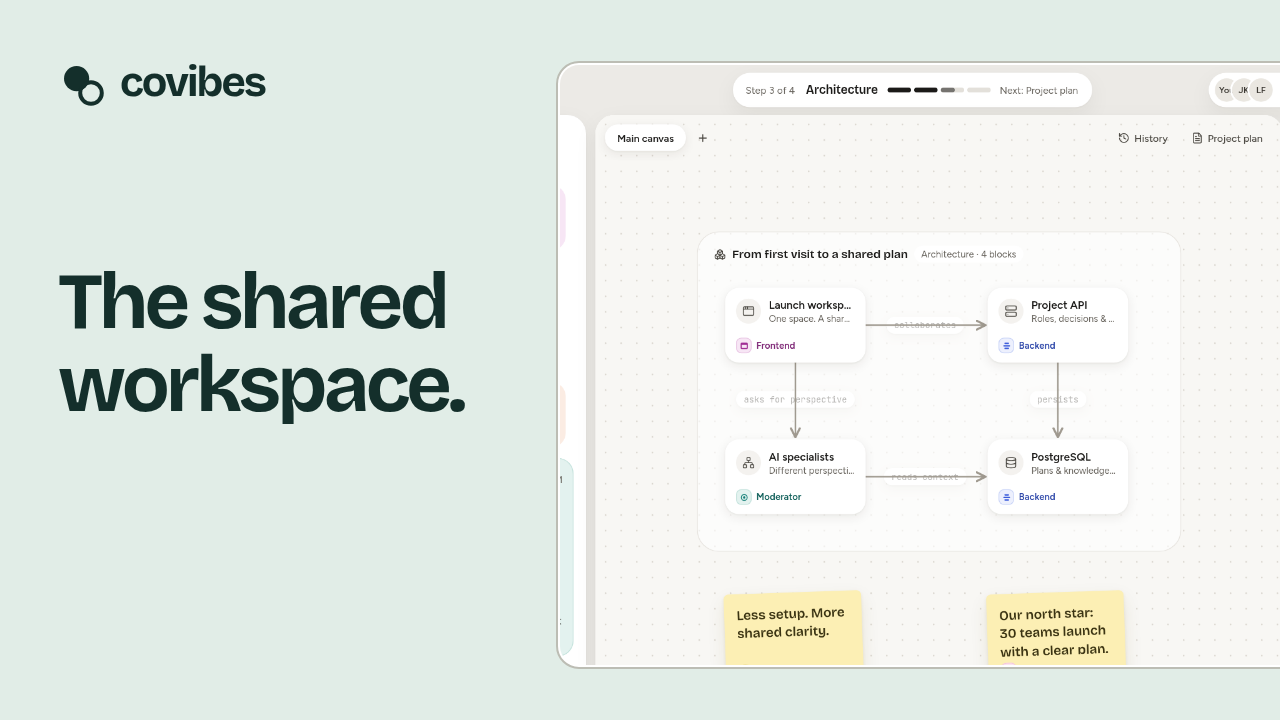 covibes
The shared
workspace.
Step 3 of 4 Architecture Next: Project plan
Yo JK LF
Main canvas + History Project plan
From first visit to a shared plan Architecture · 4 blocks
Launch worksp...
One space. A shar...
Frontend
collaborates
Project API
Roles, decisions & ...
Backend
asks for perspective
persists
AI specialists
Different perspecti...
Moderator
reads context
PostgreSQL
Plans & knowledge...
Backend
Less setup. More
shared clarity.
Our north star:
30 teams launch
with a clear plan.